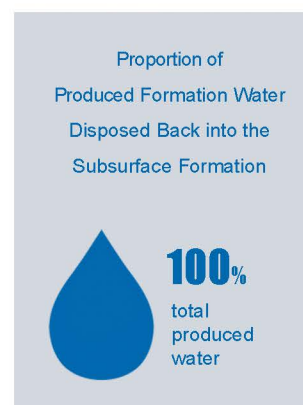 Proportion of
Produced Formation Water
Disposed Back into the
Subsurface Formation
100%
total
produced
water